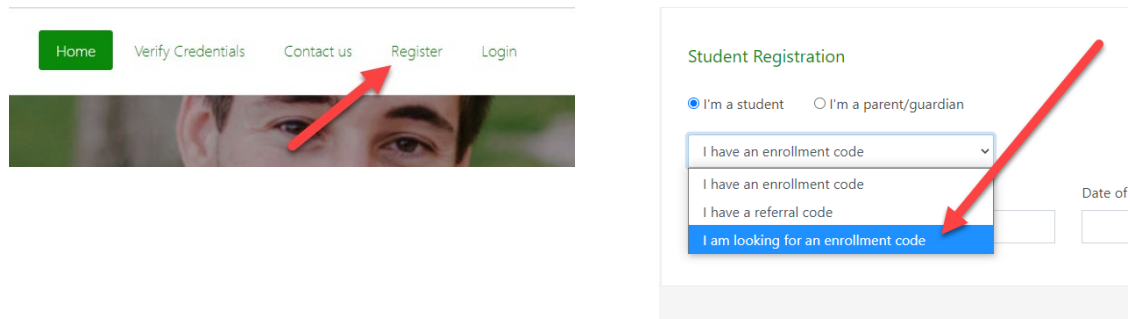 Home Verify Credentials Contact us Register Login
Student Registration
I'm a student I'm a parent/guardian
I have an enrollment code
I have an enrollment code
I have a referral code
I am looking for an enrollment code
Date of